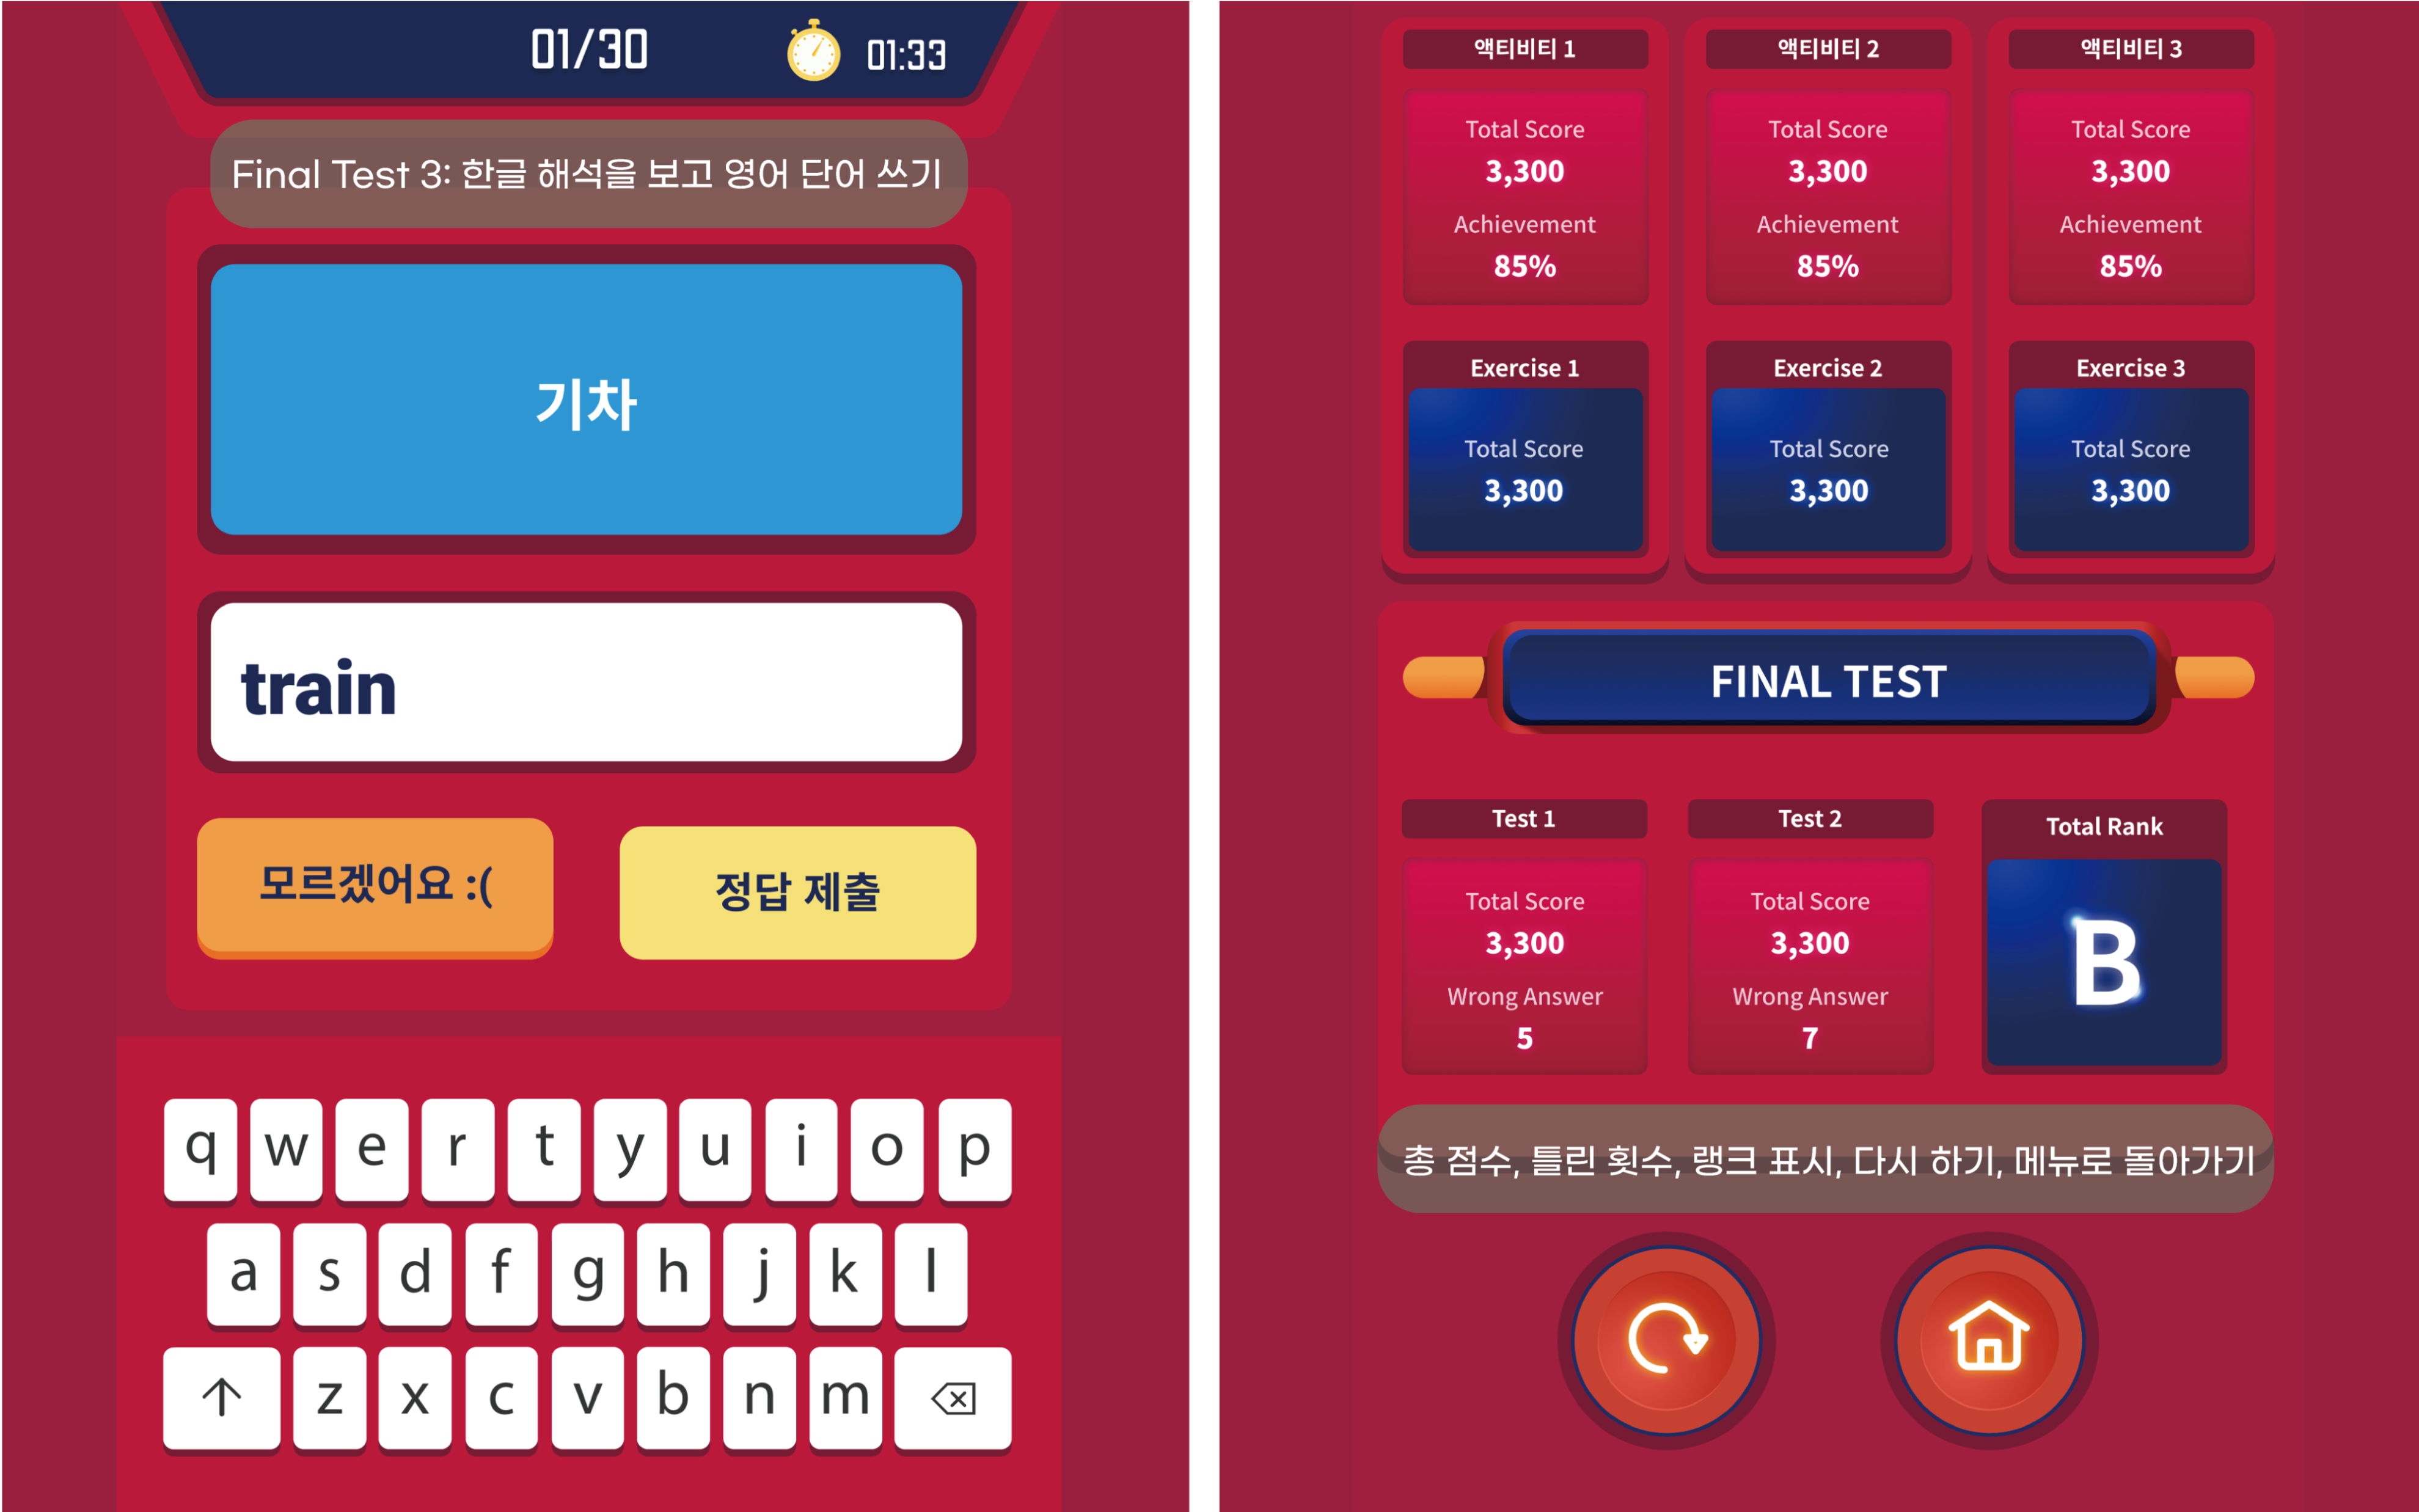 01/30
01:33
Final Test 3: 한글 해석을 보고 영어 단어 쓰기
기차
train
모르겠어요 :(
정답 제출
q w e r t y u i o p
a s d f g h j k l
z x c v b n m
액티비티 1
액티비티 2
액티비티 3
Total Score
Total Score
Total Score
3,300
3,300
3,300
Achievement
Achievement
Achievement
85%
85%
85%
Exercise 1
Exercise 2
Exercise 3
Total Score
Total Score
Total Score
3,300
3,300
3,300
FINAL TEST
Test 1
Test 2
Total Rank
Total Score
Total Score
3,300
3,300
B
Wrong Answer
Wrong Answer
5
7
총 점수, 틀린 횟수, 랭크 표시, 다시 하기, 메뉴로 돌아가기